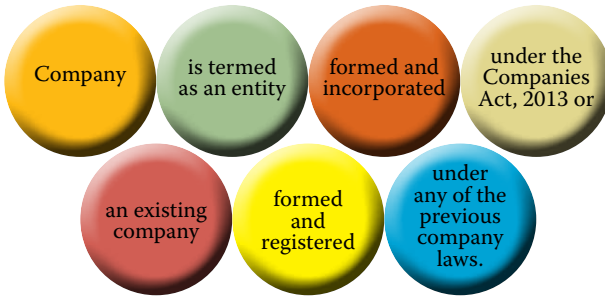 Company
is termed
as an entity
formed and
incorporated
under the
Companies
Act, 2013 or
an existing
company
formed
and
registered
under
any of the
previous
company
laws.